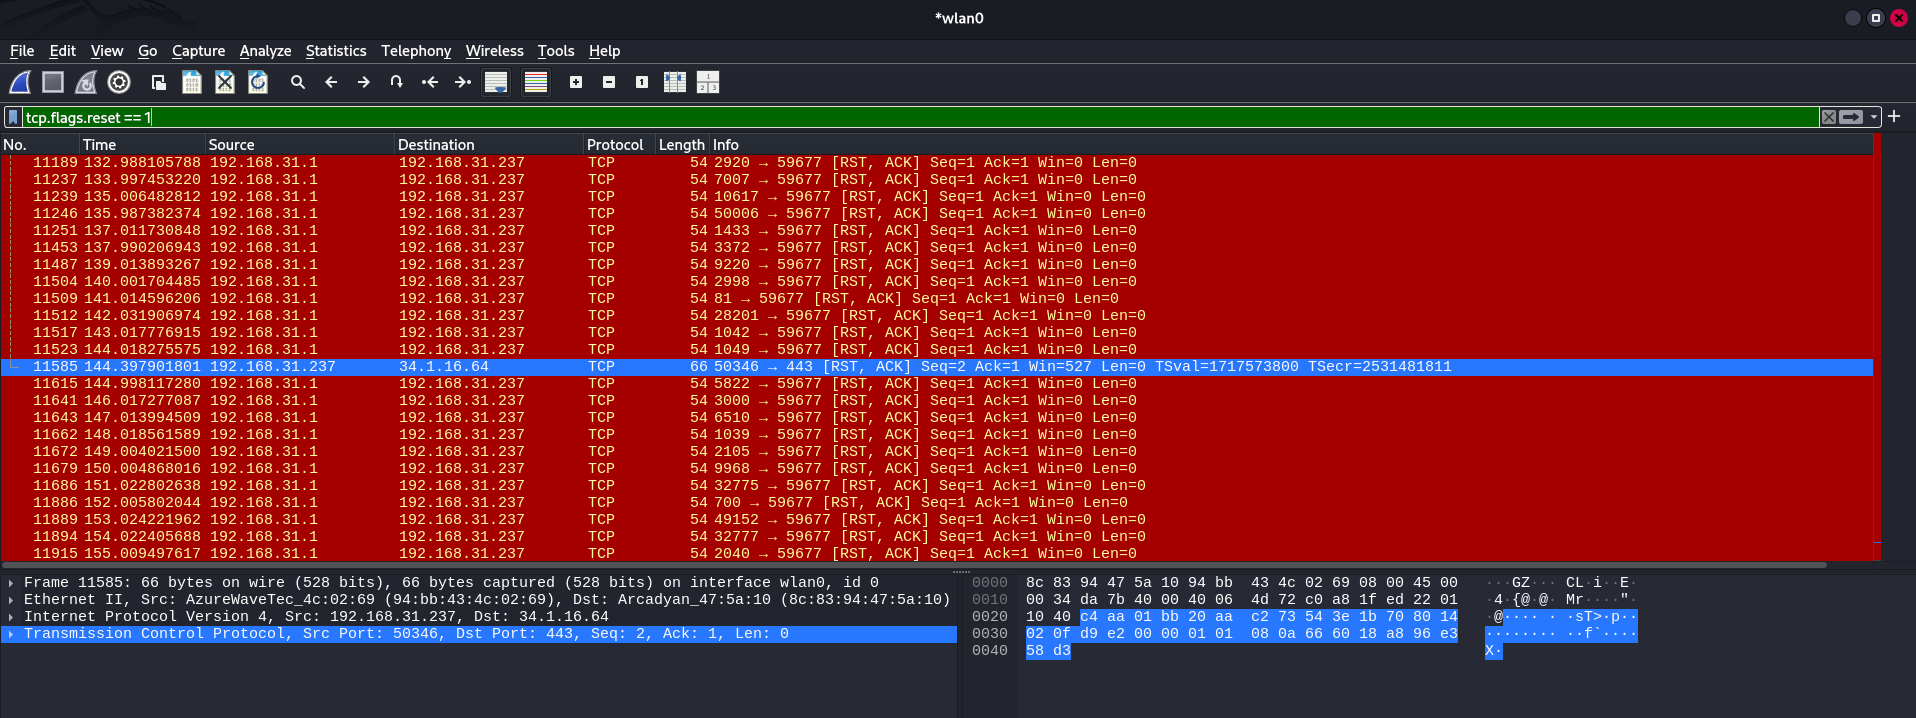 *wlan0
File Edit View Go Capture Analyze Statistics Telephony Wireless Tools Help
tcp.flags.reset == 1
No. Time Source Destination Protocol Length Info
11189 132.988105788 192.168.31.1 192.168.31.237 TCP 54 2920 → 59677 [RST, ACK] Seq=1 Ack=1 Win=0 Len=0
11237 133.997453220 192.168.31.1 192.168.31.237 TCP 54 7007 → 59677 [RST, ACK] Seq=1 Ack=1 Win=0 Len=0
11239 135.006482812 192.168.31.1 192.168.31.237 TCP 54 10617 → 59677 [RST, ACK] Seq=1 Ack=1 Win=0 Len=0
11246 135.987382374 192.168.31.1 192.168.31.237 TCP 54 50006 → 59677 [RST, ACK] Seq=1 Ack=1 Win=0 Len=0
11251 137.011730848 192.168.31.1 192.168.31.237 TCP 54 1433 → 59677 [RST, ACK] Seq=1 Ack=1 Win=0 Len=0
11453 137.990206943 192.168.31.1 192.168.31.237 TCP 54 3372 → 59677 [RST, ACK] Seq=1 Ack=1 Win=0 Len=0
11487 139.013893267 192.168.31.1 192.168.31.237 TCP 54 9220 → 59677 [RST, ACK] Seq=1 Ack=1 Win=0 Len=0
11504 140.001704485 192.168.31.1 192.168.31.237 TCP 54 2998 → 59677 [RST, ACK] Seq=1 Ack=1 Win=0 Len=0
11509 141.014596206 192.168.31.1 192.168.31.237 TCP 54 81 → 59677 [RST, ACK] Seq=1 Ack=1 Win=0 Len=0
11512 142.031906974 192.168.31.1 192.168.31.237 TCP 54 28201 → 59677 [RST, ACK] Seq=1 Ack=1 Win=0 Len=0
11517 143.017776915 192.168.31.1 192.168.31.237 TCP 54 1042 → 59677 [RST, ACK] Seq=1 Ack=1 Win=0 Len=0
11523 144.018275575 192.168.31.1 192.168.31.237 TCP 54 1049 → 59677 [RST, ACK] Seq=1 Ack=1 Win=0 Len=0
11585 144.397901801 192.168.31.237 34.1.16.64 TCP 66 50346 → 443 [RST, ACK] Seq=2 Ack=1 Win=527 Len=0 TSval=1717573800 TSecr=2531481811
11615 144.998117280 192.168.31.1 192.168.31.237 TCP 54 5822 → 59677 [RST, ACK] Seq=1 Ack=1 Win=0 Len=0
11641 146.017277087 192.168.31.1 192.168.31.237 TCP 54 3000 → 59677 [RST, ACK] Seq=1 Ack=1 Win=0 Len=0
11643 147.013994509 192.168.31.1 192.168.31.237 TCP 54 6510 → 59677 [RST, ACK] Seq=1 Ack=1 Win=0 Len=0
11662 148.018561589 192.168.31.1 192.168.31.237 TCP 54 1039 → 59677 [RST, ACK] Seq=1 Ack=1 Win=0 Len=0
11672 149.004021500 192.168.31.1 192.168.31.237 TCP 54 2105 → 59677 [RST, ACK] Seq=1 Ack=1 Win=0 Len=0
11679 150.004868016 192.168.31.1 192.168.31.237 TCP 54 9968 → 59677 [RST, ACK] Seq=1 Ack=1 Win=0 Len=0
11686 151.022802638 192.168.31.1 192.168.31.237 TCP 54 32775 → 59677 [RST, ACK] Seq=1 Ack=1 Win=0 Len=0
11886 152.005802044 192.168.31.1 192.168.31.237 TCP 54 700 → 59677 [RST, ACK] Seq=1 Ack=1 Win=0 Len=0
11889 153.024221962 192.168.31.1 192.168.31.237 TCP 54 49152 → 59677 [RST, ACK] Seq=1 Ack=1 Win=0 Len=0
11894 154.022405688 192.168.31.1 192.168.31.237 TCP 54 32777 → 59677 [RST, ACK] Seq=1 Ack=1 Win=0 Len=0
11915 155.009497617 192.168.31.1 192.168.31.237 TCP 54 2040 → 59677 [RST, ACK] Seq=1 Ack=1 Win=0 Len=0
Frame 11585: 66 bytes on wire (528 bits), 66 bytes captured (528 bits) on interface wlan0, id 0
Ethernet II, Src: AzureWaveTec_4c:02:69 (94:bb:43:4c:02:69), Dst: Arcadyan_47:5a:10 (8c:83:94:47:5a:10)
Internet Protocol Version 4, Src: 192.168.31.237, Dst: 34.1.16.64
Transmission Control Protocol, Src Port: 50346, Dst Port: 443, Seq: 2, Ack: 1, Len: 0
0000 8c 83 94 47 5a 10 94 bb 43 4c 02 69 08 00 45 00 ···GZ··· CL·i··E·
0010 00 34 da 7b 40 00 40 06 4d 72 c0 a8 1f ed 22 01 ·4·{@·@· Mr····"·
0020 10 40 c4 aa 01 bb 20 aa c2 73 54 3e 1b 70 80 14 ·@···· · ·sT>·p··
0030 02 0f d9 e2 00 00 01 01 08 0a 66 60 18 a8 96 e3 ········ ··f`····
0040 58 d3 X·